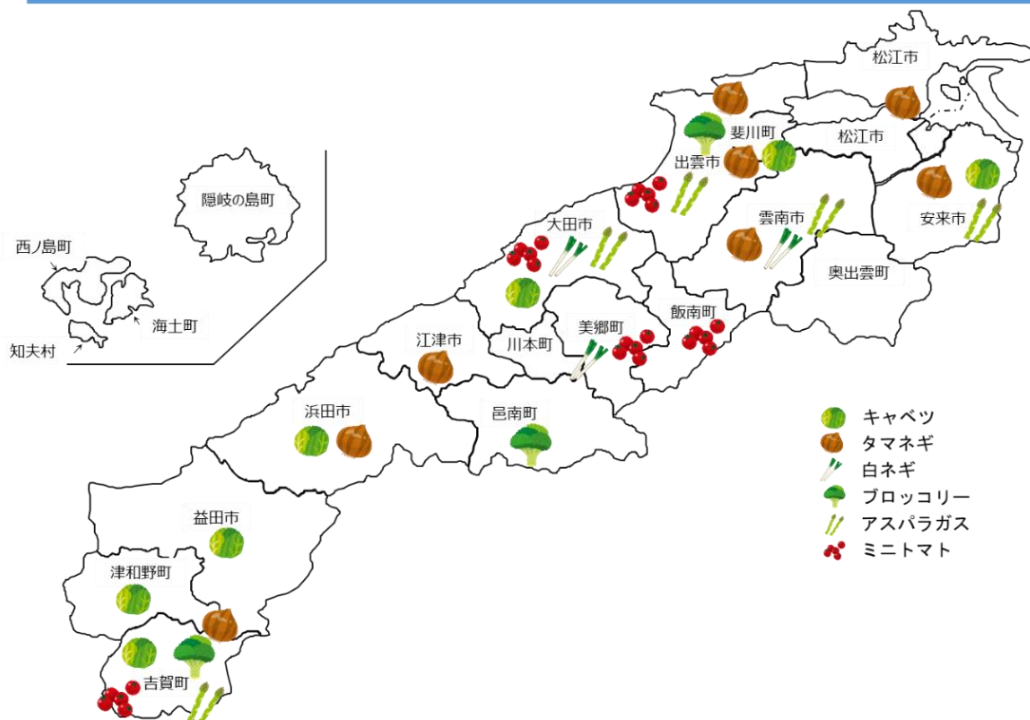 松江市
斐川町
松江市
出雲市
隠岐の島町
雲南市
安来市
大田市
西ノ島町
奥出雲町
海士町
飯南町
美郷町
知夫村
江津市
川本町
浜田市
邑南町
キャベツ
タマネギ
白ネギ
ブロッコリー
アスパラガス
ミニトマト
益田市
津和野町
吉賀町